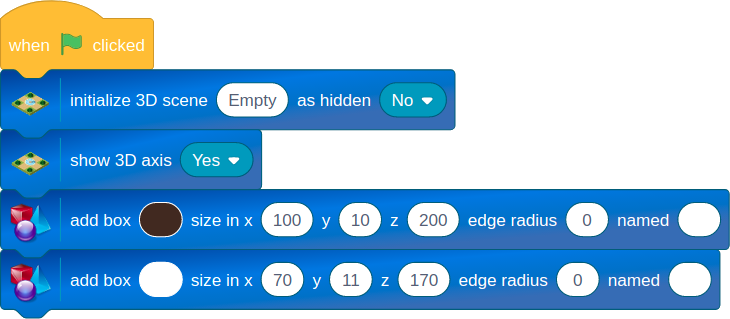 when clicked
initialize 3D scene Empty as hidden No
show 3D axis Yes
add box size in x 100 y 10 z 200 edge radius 0 named
add box size in x 70 y 11 z 170 edge radius 0 named